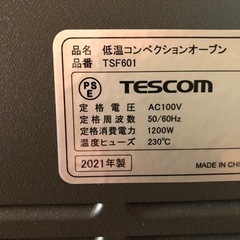 品名 低温コンベクションオーブン
品番 TSF601
PS
E
TESCOM
定格電圧 AC100V
定格周波数 50/60Hz
定格消費電力 1200W
温度ヒューズ 230℃
2021年製 MADE IN CHI